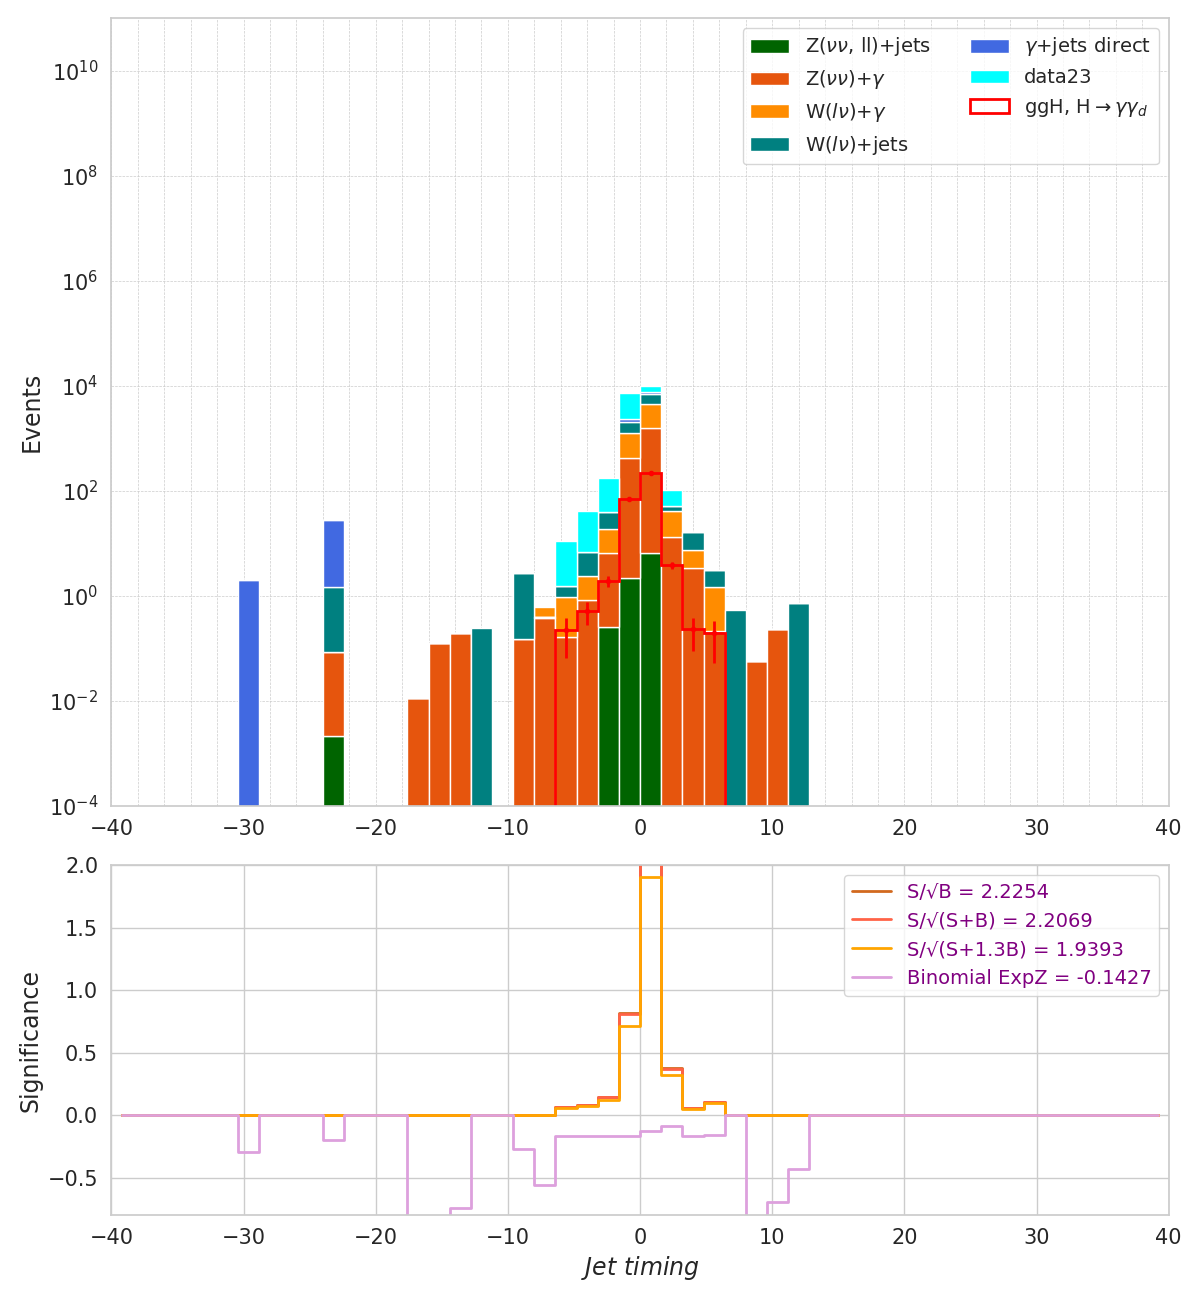 Z(νν, ll)+jets
Z(νν)+γ
W(lν)+γ
W(lν)+jets
γ+jets direct
data23
ggH, H→γγ_d
10^10
10^8
10^6
10^4
10^2
10^0
10^−2
10^−4
Events
−40 −30 −20 −10 0 10 20 30 40
S/√B = 2.2254
S/√(S+B) = 2.2069
S/√(S+1.3B) = 1.9393
Binomial ExpZ = -0.1427
2.0
1.5
1.0
0.5
0.0
−0.5
Significance
−40 −30 −20 −10 0 10 20 30 40
Jet timing